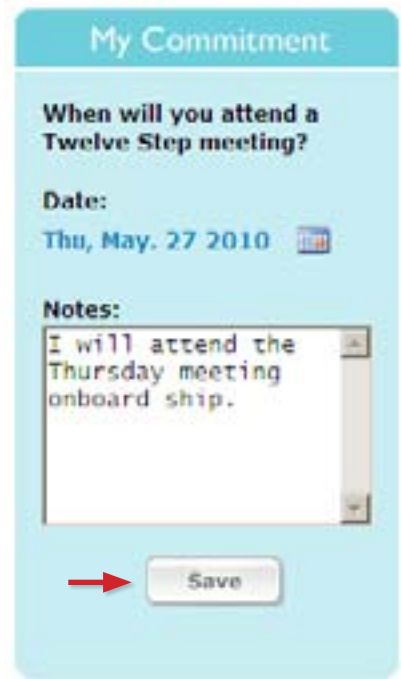 My Commitment
When will you attend a
Twelve Step meeting?
Date:
Thu, May. 27 2010
Notes:
I will attend the
Thursday meeting
onboard ship.
Save